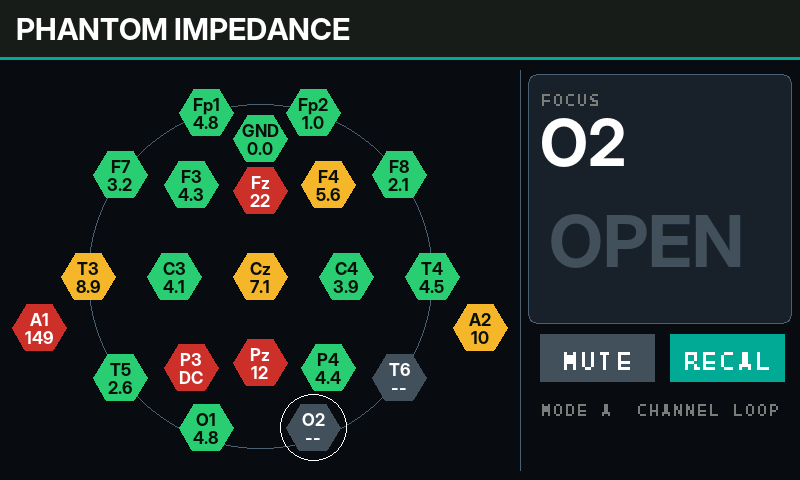 PHANTOM IMPEDANCE
Fp1
4.8
Fp2
1.0
GND
0.0
F7
3.2
F3
4.3
Fz
22
F4
5.6
F8
2.1
T3
8.9
C3
4.1
Cz
7.1
C4
3.9
T4
4.5
A1
149
A2
10
T5
2.6
P3
DC
Pz
12
P4
4.4
T6
--
O1
4.8
O2
--
FOCUS
O2
OPEN
MUTE
RECAL
MODE A
CHANNEL LOOP